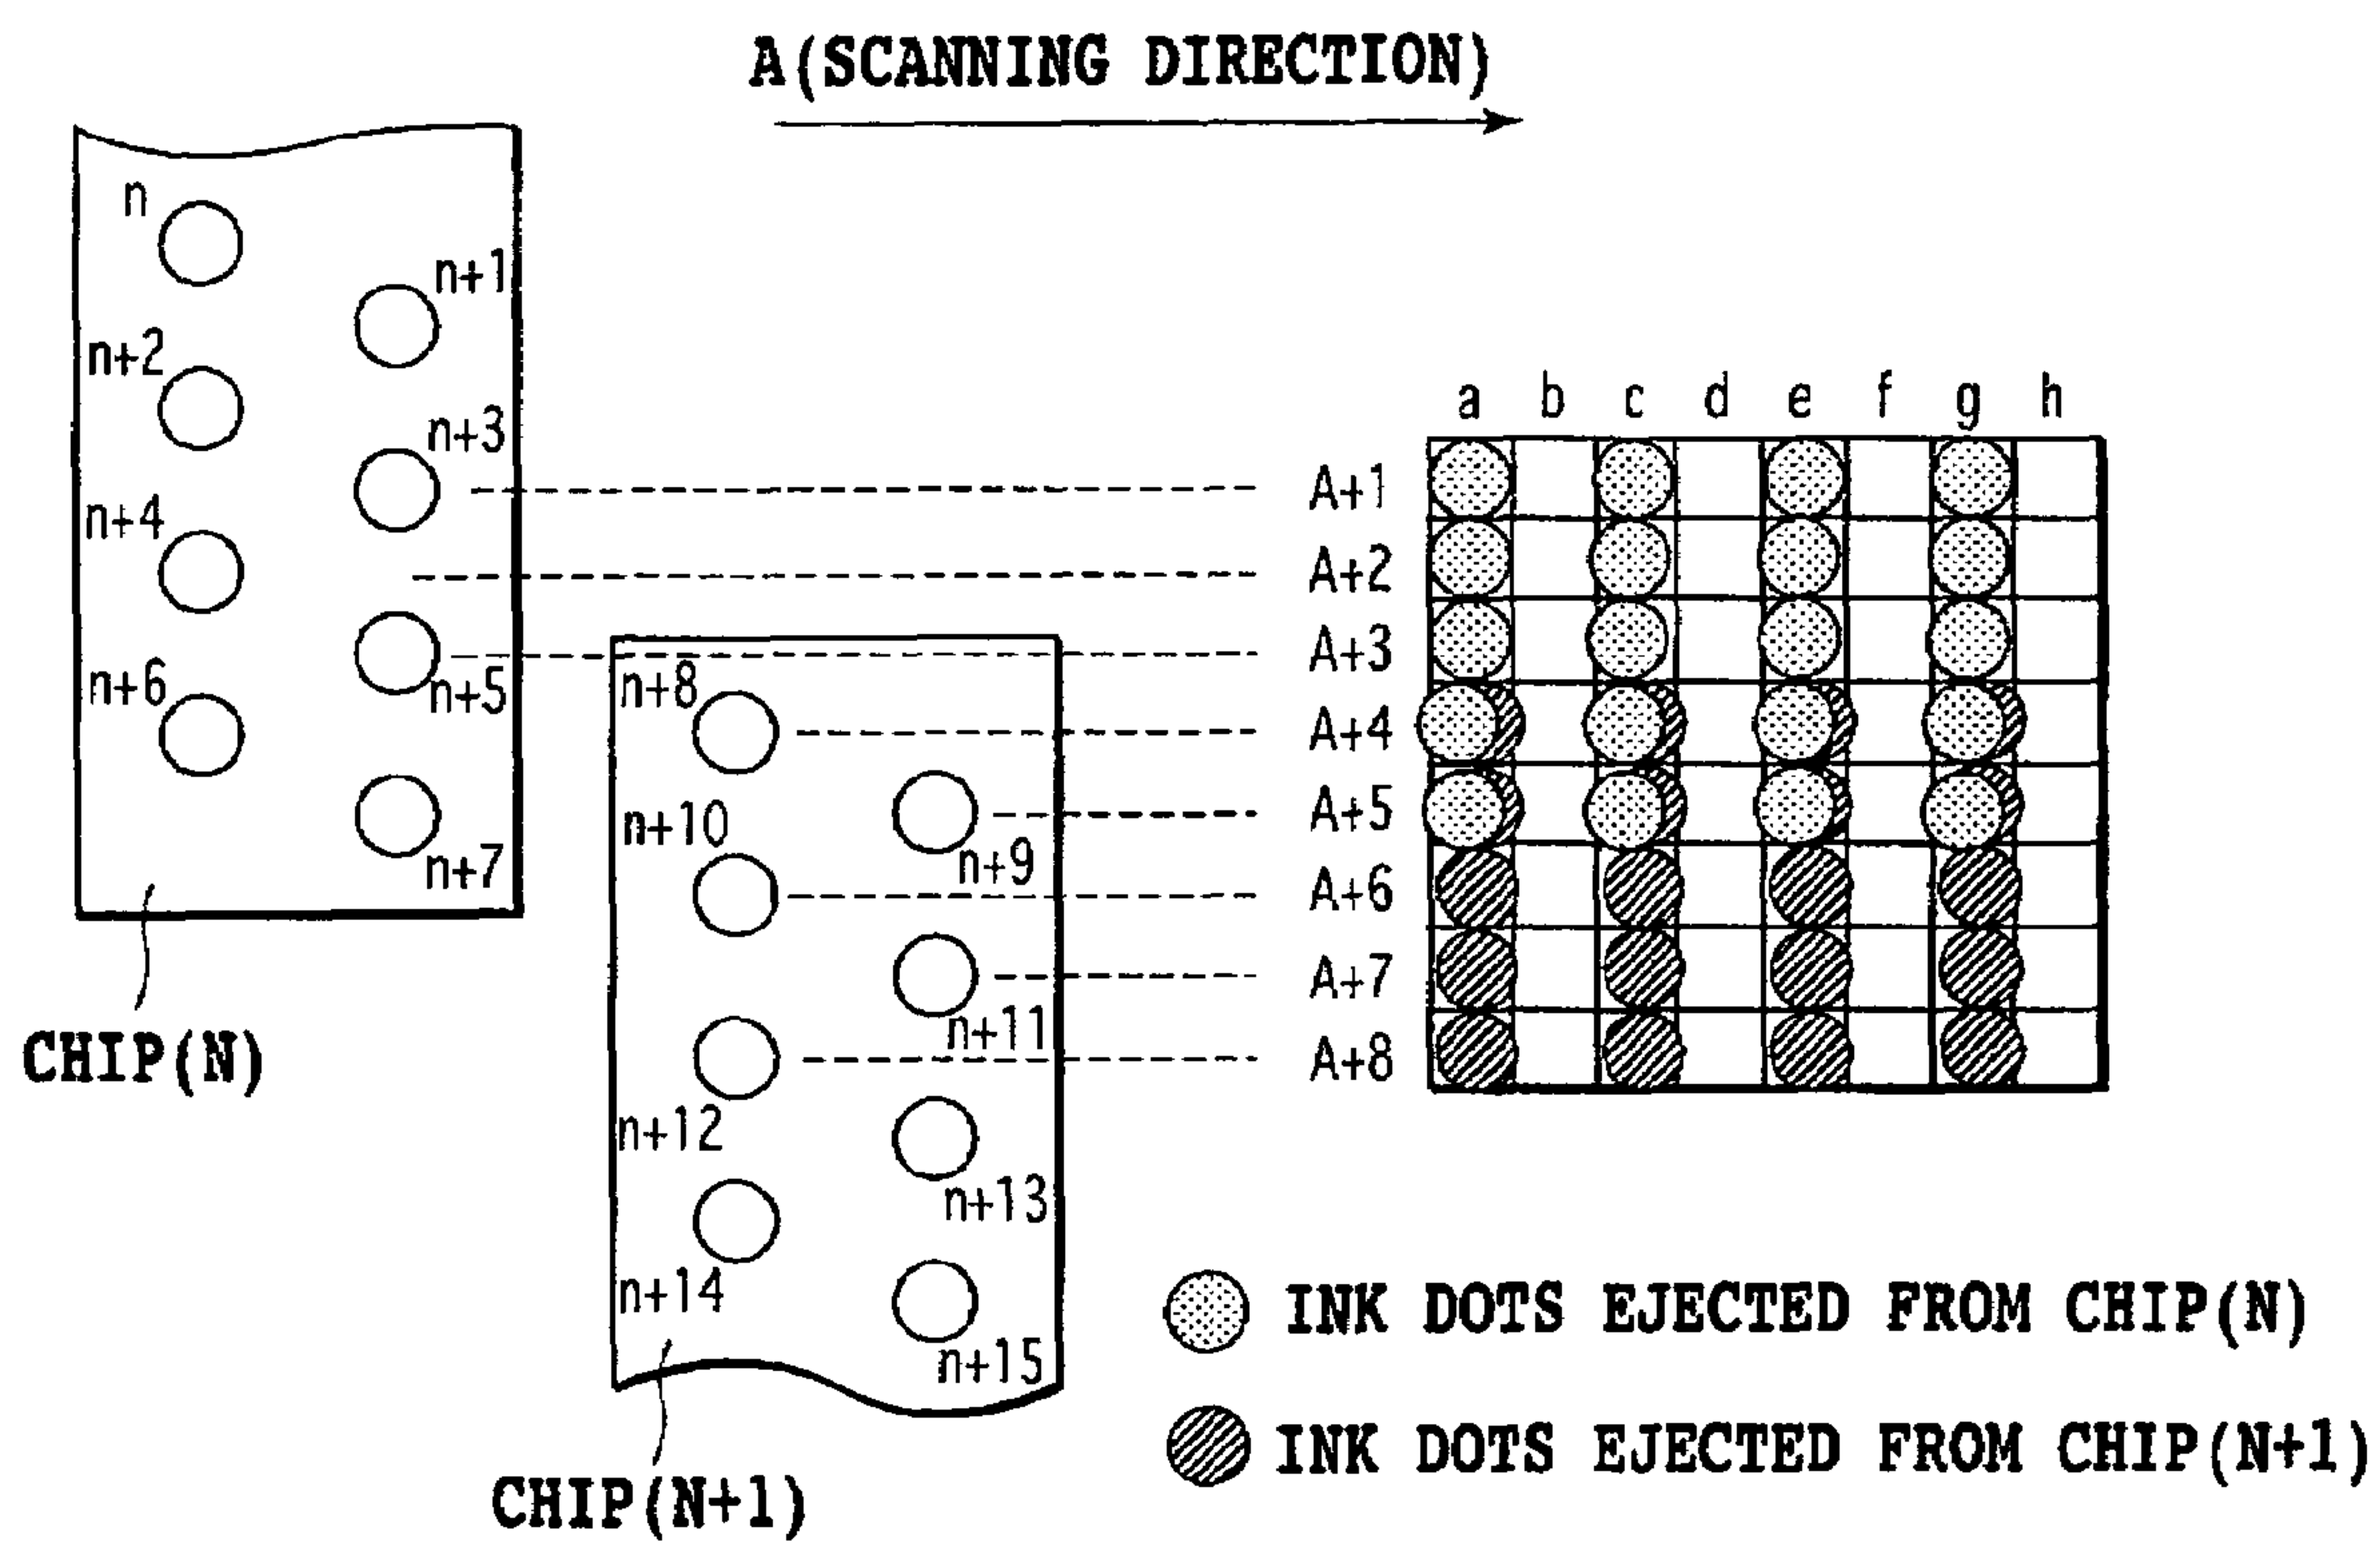 A(SCANNING DIRECTION)
n
n+1
n+2
n+3
n+4
n+5
n+6
n+7
CHIP(N)
n+8
n+9
n+10
n+11
n+12
n+13
n+14
n+15
CHIP(N+1)
a b c d e f g h
A+1
A+2
A+3
A+4
A+5
A+6
A+7
A+8
INK DOTS EJECTED FROM CHIP(N)
INK DOTS EJECTED FROM CHIP(N+1)